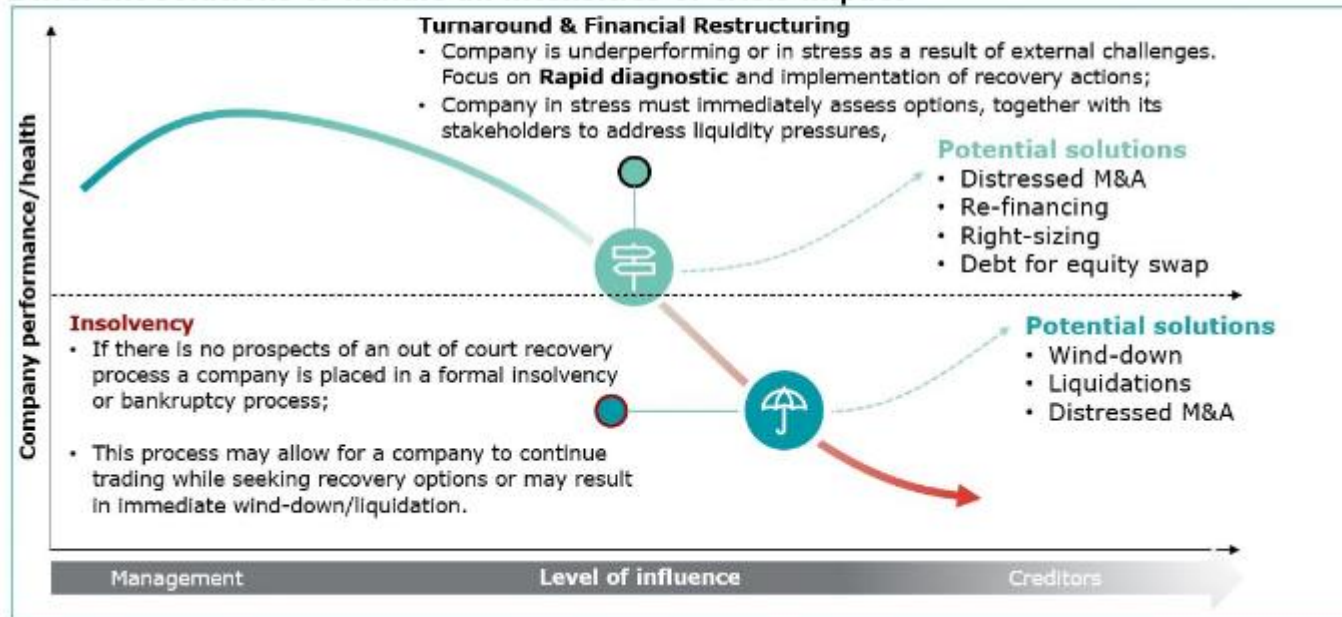 Turnaround & Financial Restructuring
• Company is underperforming or in stress as a result of external challenges.
Focus on Rapid diagnostic and implementation of recovery actions;
• Company in stress must immediately assess options, together with its
stakeholders to address liquidity pressures,
Potential solutions
• Distressed M&A
• Re-financing
• Right-sizing
• Debt for equity swap
Company performance/health
Insolvency
• If there is no prospects of an out of court recovery
process a company is placed in a formal insolvency
or bankruptcy process;
• This process may allow for a company to continue
trading while seeking recovery options or may result
in immediate wind-down/liquidation.
Potential solutions
• Wind-down
• Liquidations
• Distressed M&A
Management
Level of influence
Creditors